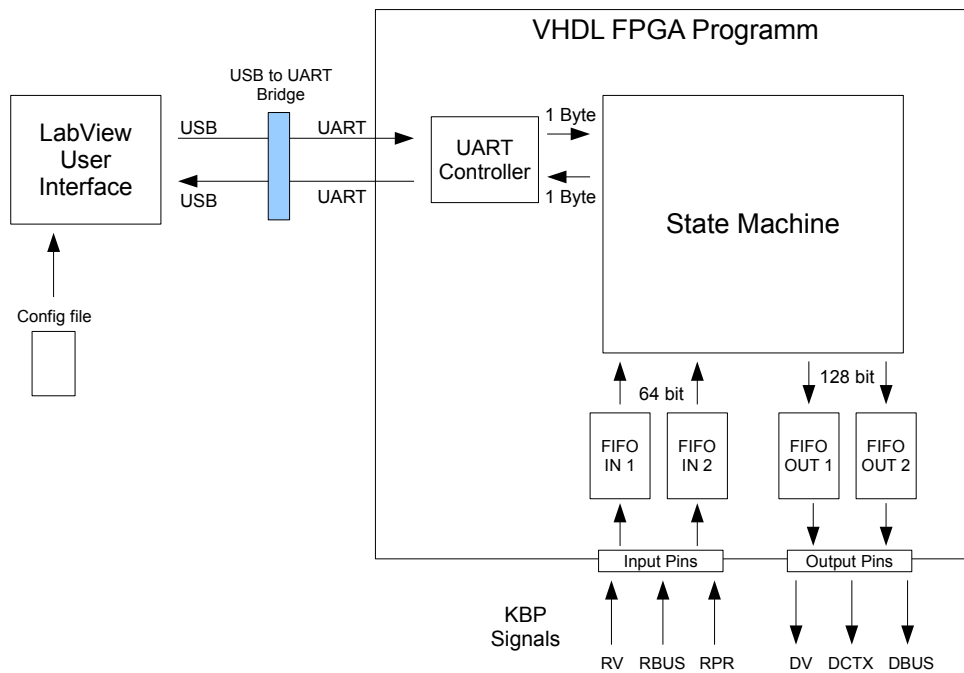 VHDL FPGA Programm
USB to UART
Bridge
LabView
User
Interface
USB
UART
USB
UART
UART
Controller
1 Byte
1 Byte
State Machine
Config file
64 bit
128 bit
FIFO
IN 1
FIFO
IN 2
FIFO
OUT 1
FIFO
OUT 2
Input Pins
Output Pins
KBP
Signals
RV
RBUS
RPR
DV
DCTX
DBUS